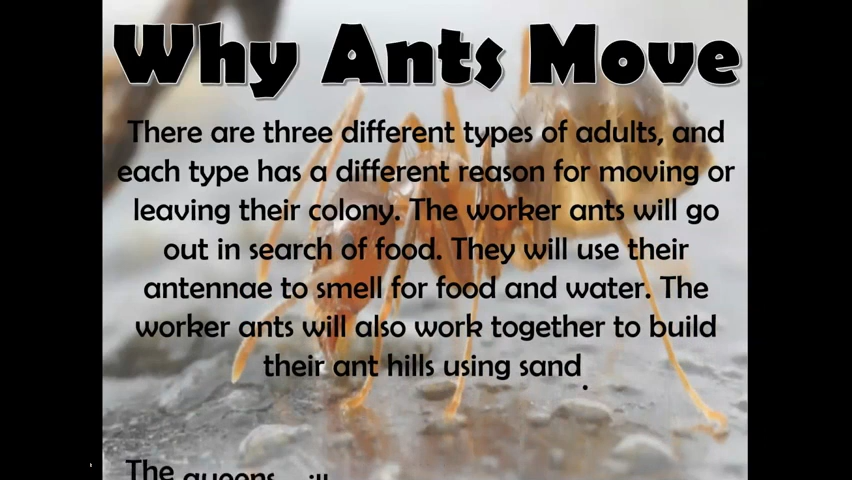 Why Ants Move
There are three different types of adults, and
each type has a different reason for moving or
leaving their colony. The worker ants will go
out in search of food. They will use their
antennae to smell for food and water. The
worker ants will also work together to build
their ant hills using sand.
The queens will